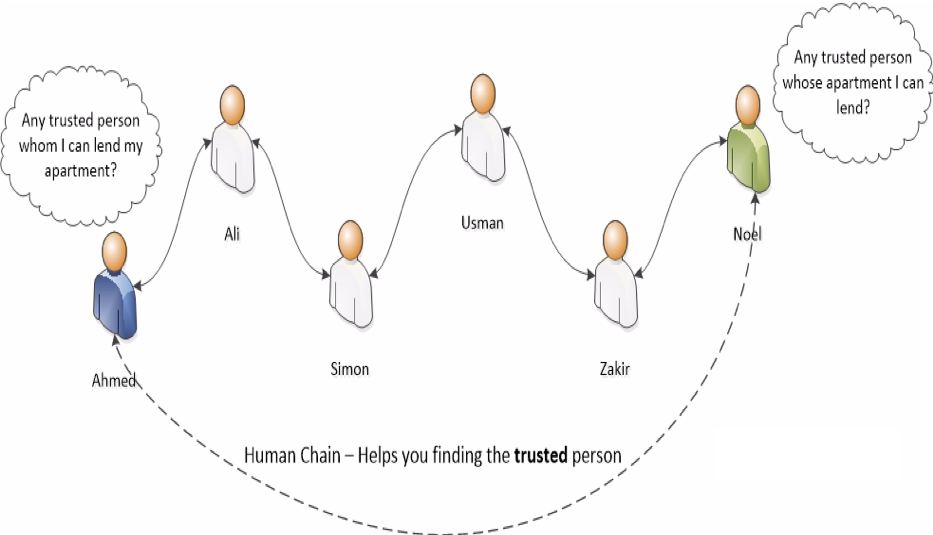 Any trusted person
whom I can lend my
apartment?
Any trusted person
whose apartment I can
lend?
Ali
Usman
Noel
Ahmed
Simon
Zakir
Human Chain – Helps you finding the trusted person